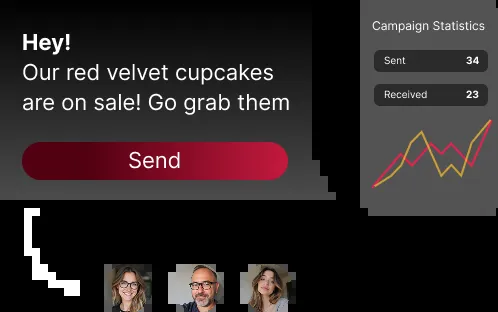 Hey!
Our red velvet cupcakes
are on sale! Go grab them
Send
Campaign Statistics
Sent 34
Received 23